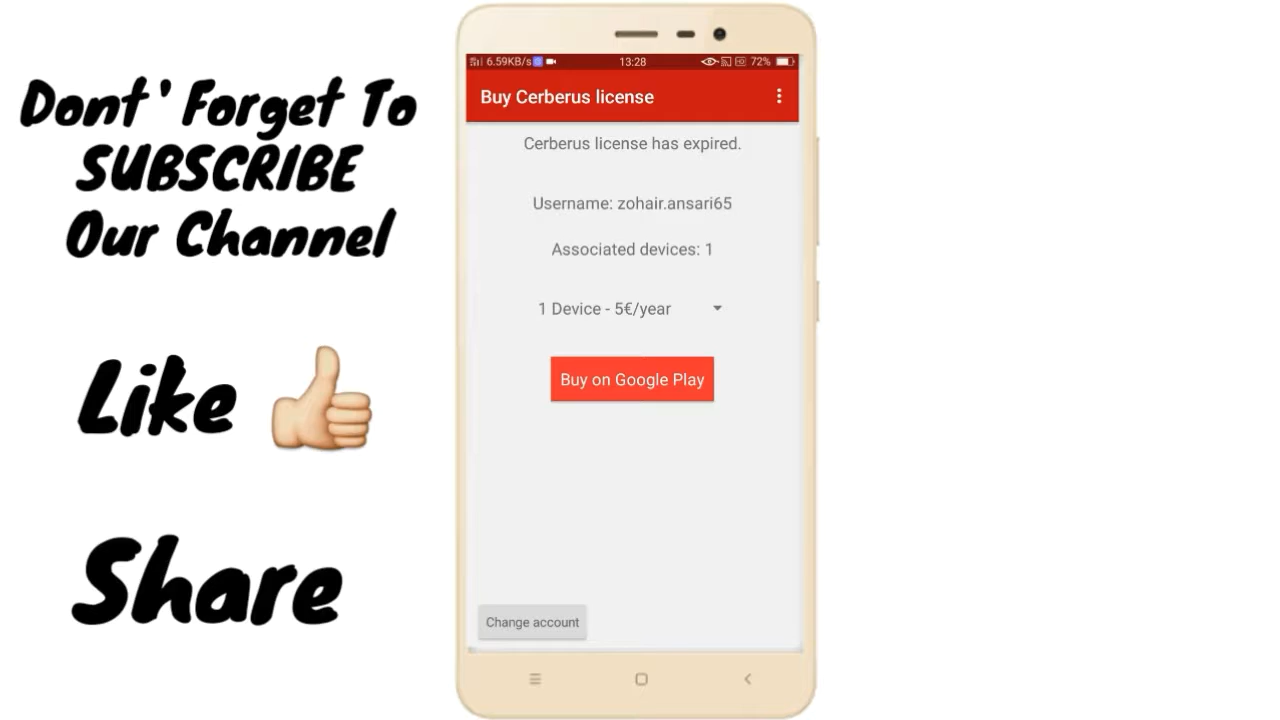 Dont' Forget To
SUBSCRIBE
Our Channel
Like
Share
6.59KB/s
13:28
72%
Buy Cerberus license
Cerberus license has expired.
Username: zohair.ansari65
Associated devices: 1
1 Device - 5€/year
Buy on Google Play
Change account